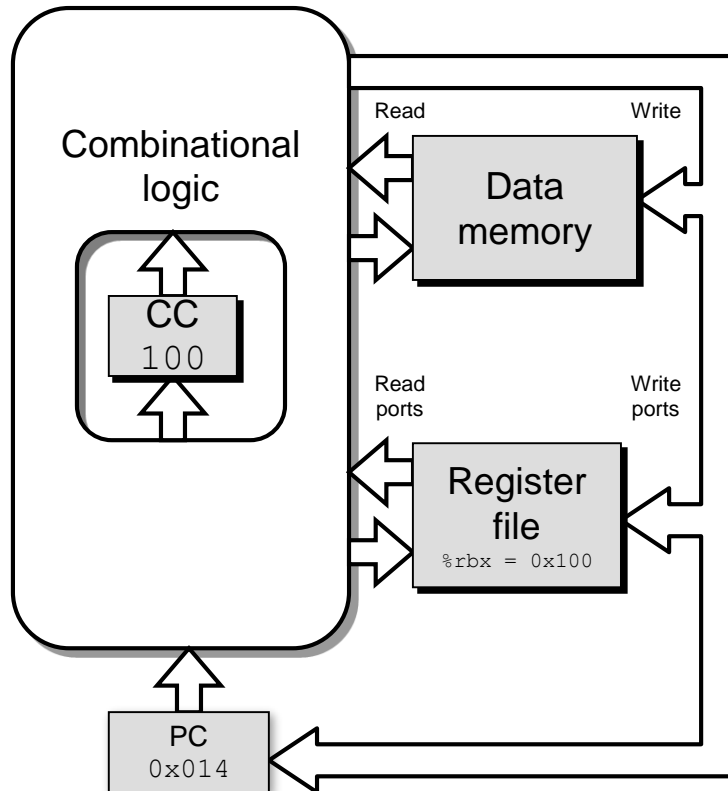 Read
Write
Combinational
logic
Data
memory
CC
100
Read
ports
Write
ports
Register
file
%rbx = 0x100
PC
0x014